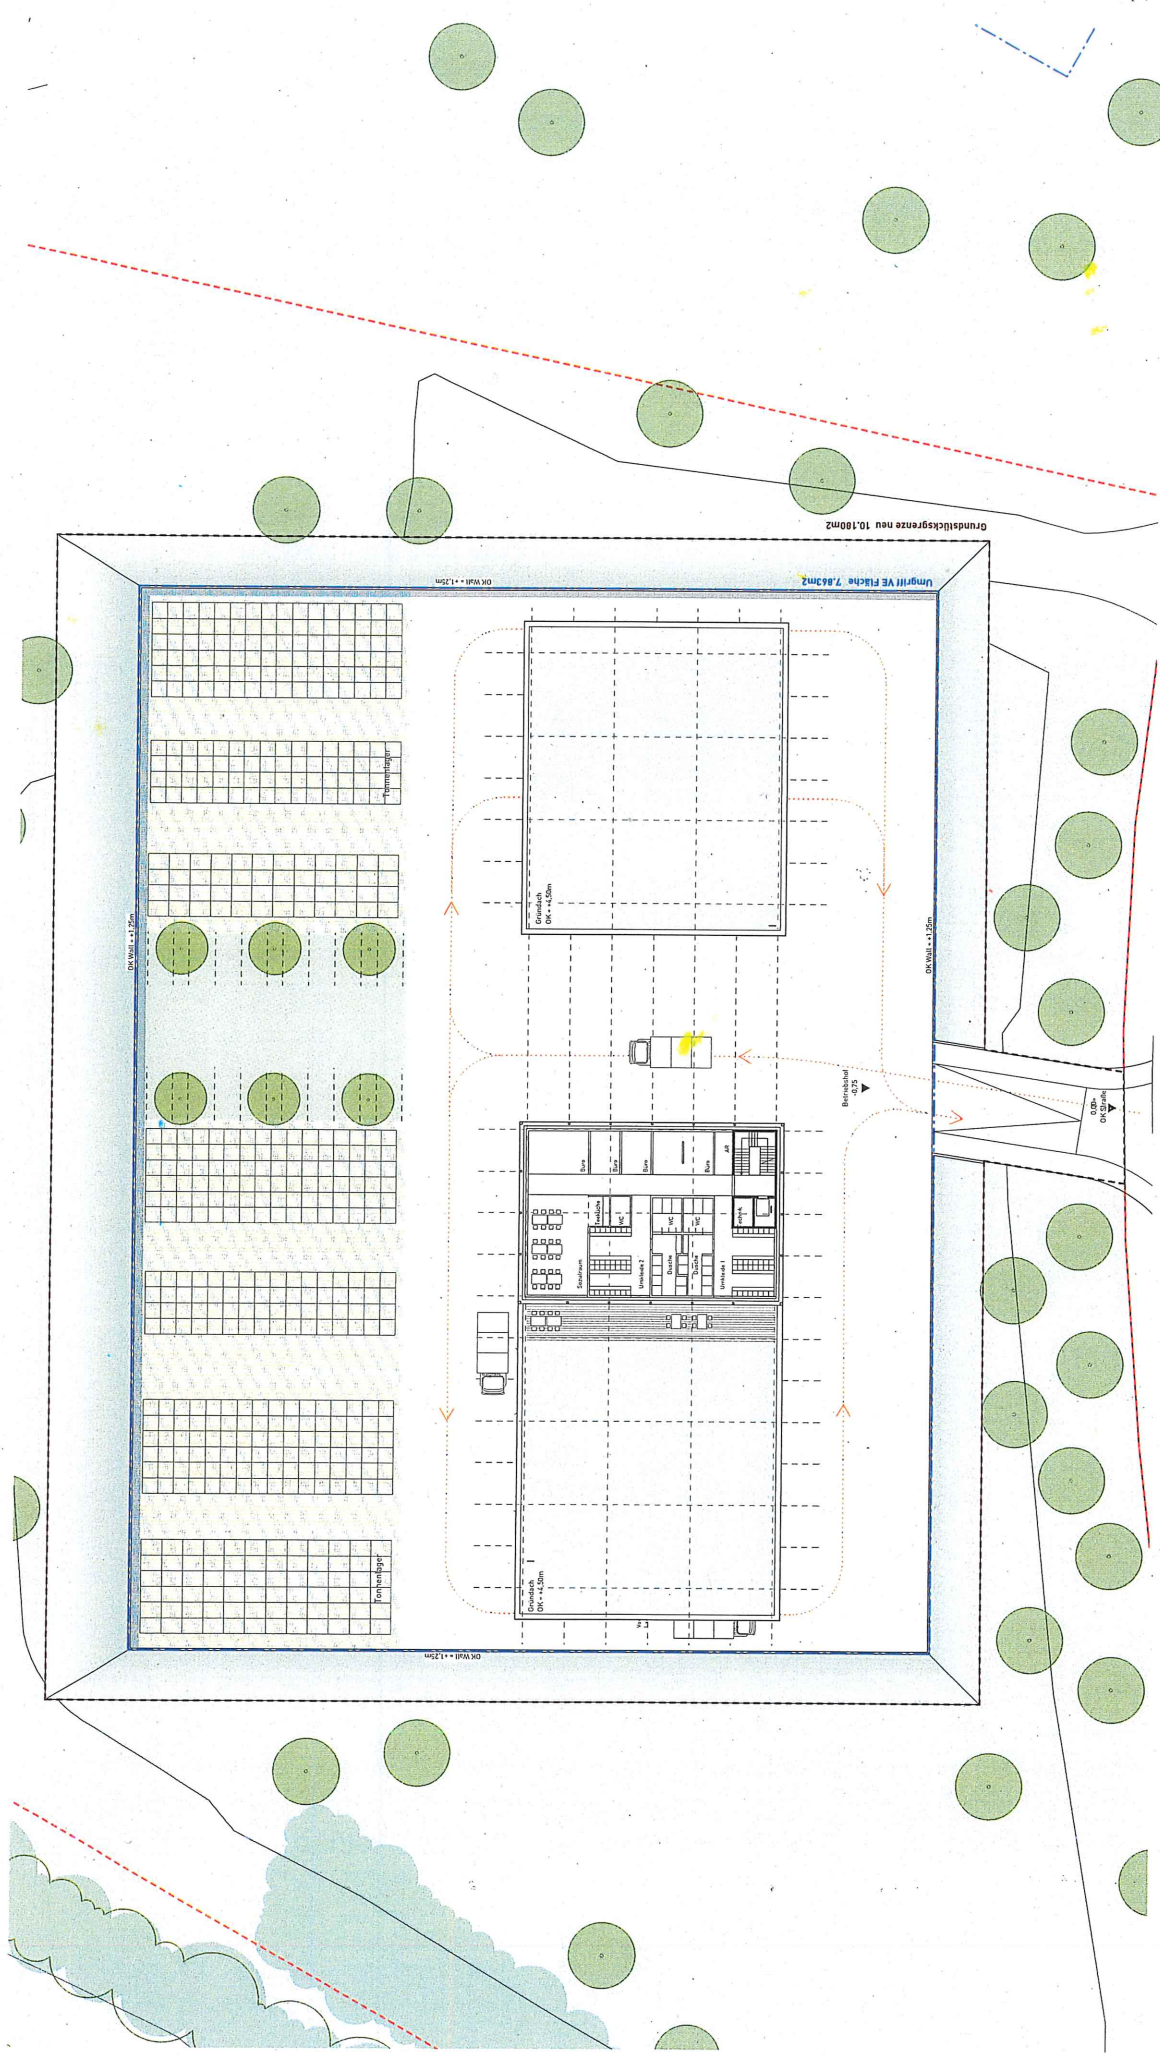 Grundstücksgrenze neu 10.180m2
Umgriff VE Fläche 7.863m2
OK Wall = +1,25m
Tonnenlager
Gründach
OK = +4,50m
OK Wall = +1,25m
OK Wall = +1,25m
Betriebshof
-0,75
0,00=
OK Straße
Büro
Büro
Büro
Büro
AR
Teeküche
WC
WC
WC
Technik
Sozialraum
Umkleide 2
Dusche
Dusche
Umkleide 1
Gründach
OK = +4,50m
Tonnenlager
OK Wall = +1,25m